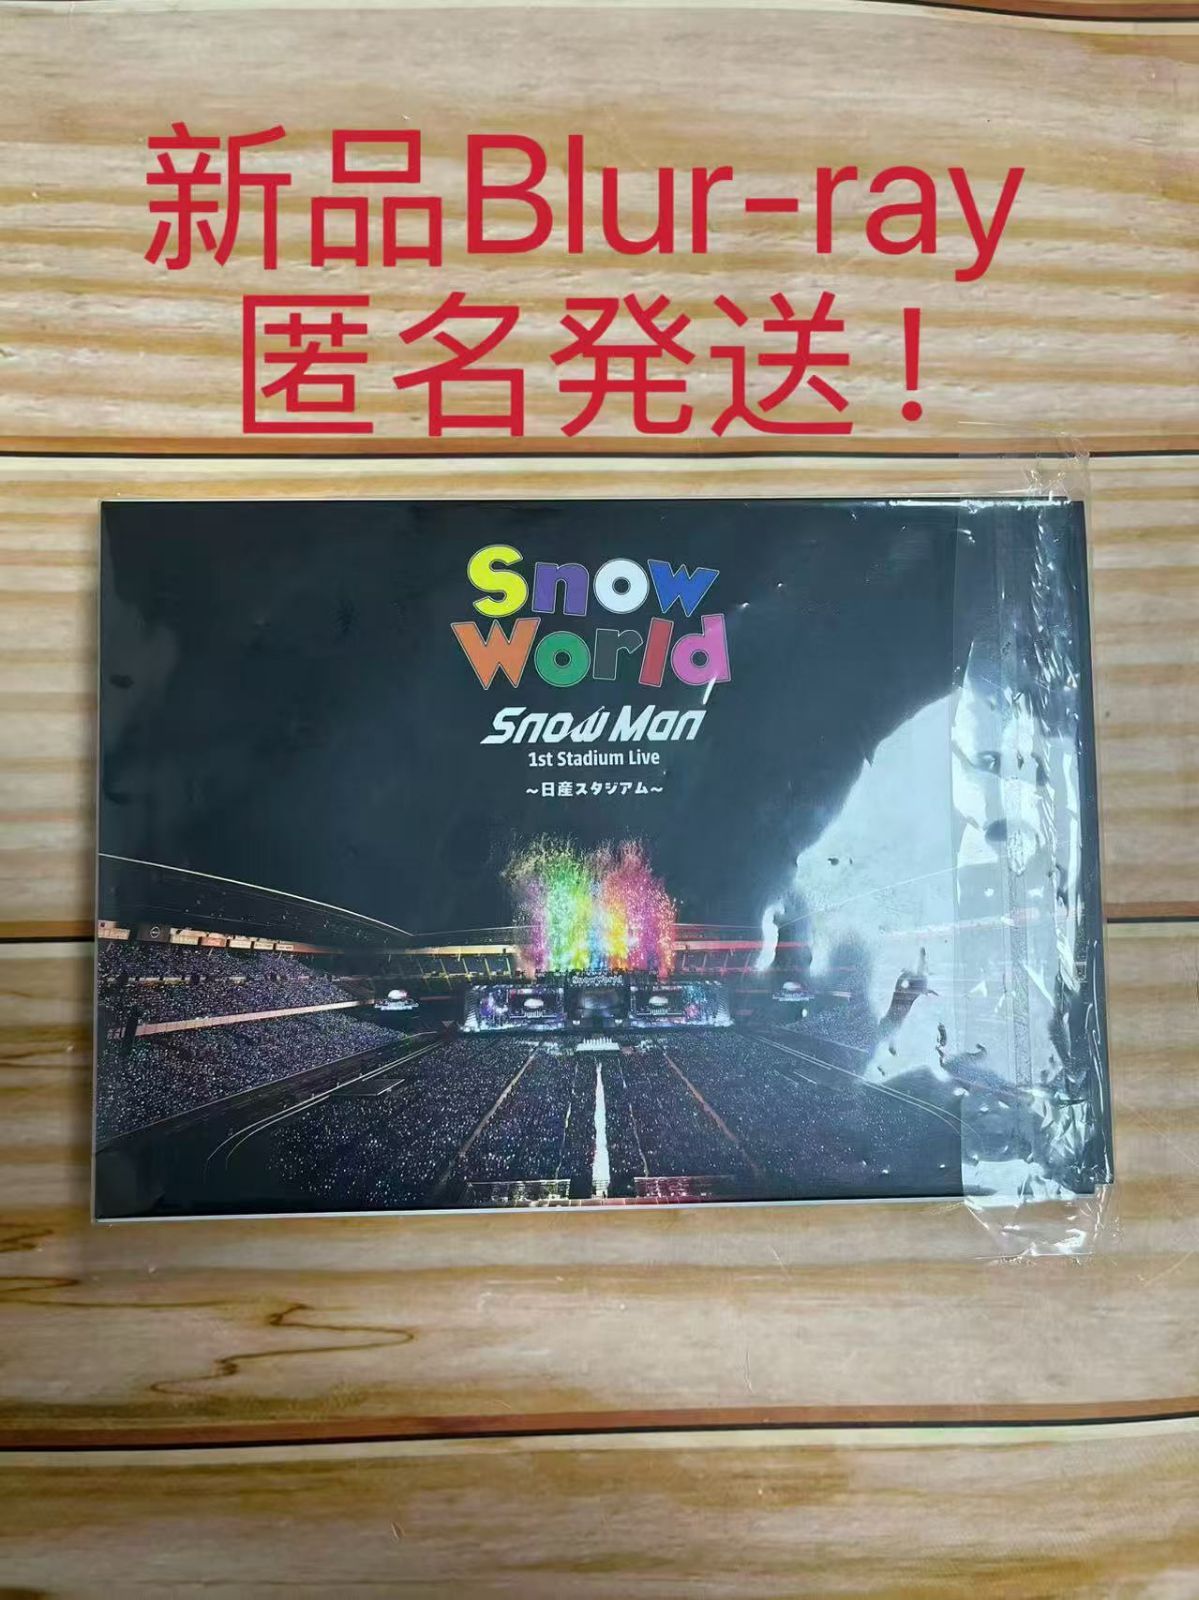 新品Blur-ray
匿名発送！
Snow
World
Snow Man
1st Stadium Live
～日産スタジアム～